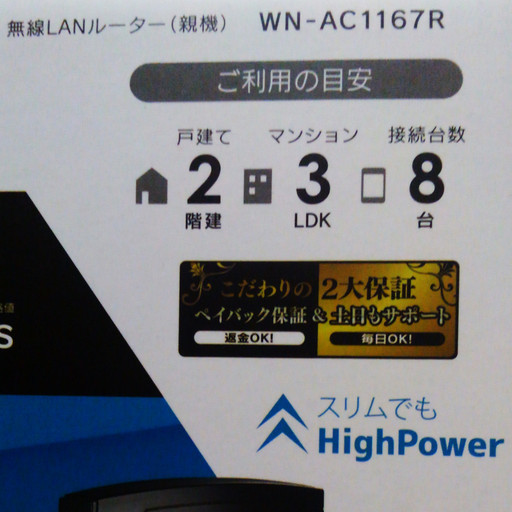 無線LANルーター(親機) WN-AC1167R
ご利用の目安
戸建て マンション 接続台数
2 3 8
階建 LDK 台
こだわりの 2大保証
ペイバック保証 & 土日もサポート
返金OK! 毎日OK!
S
スリムでも
HighPower